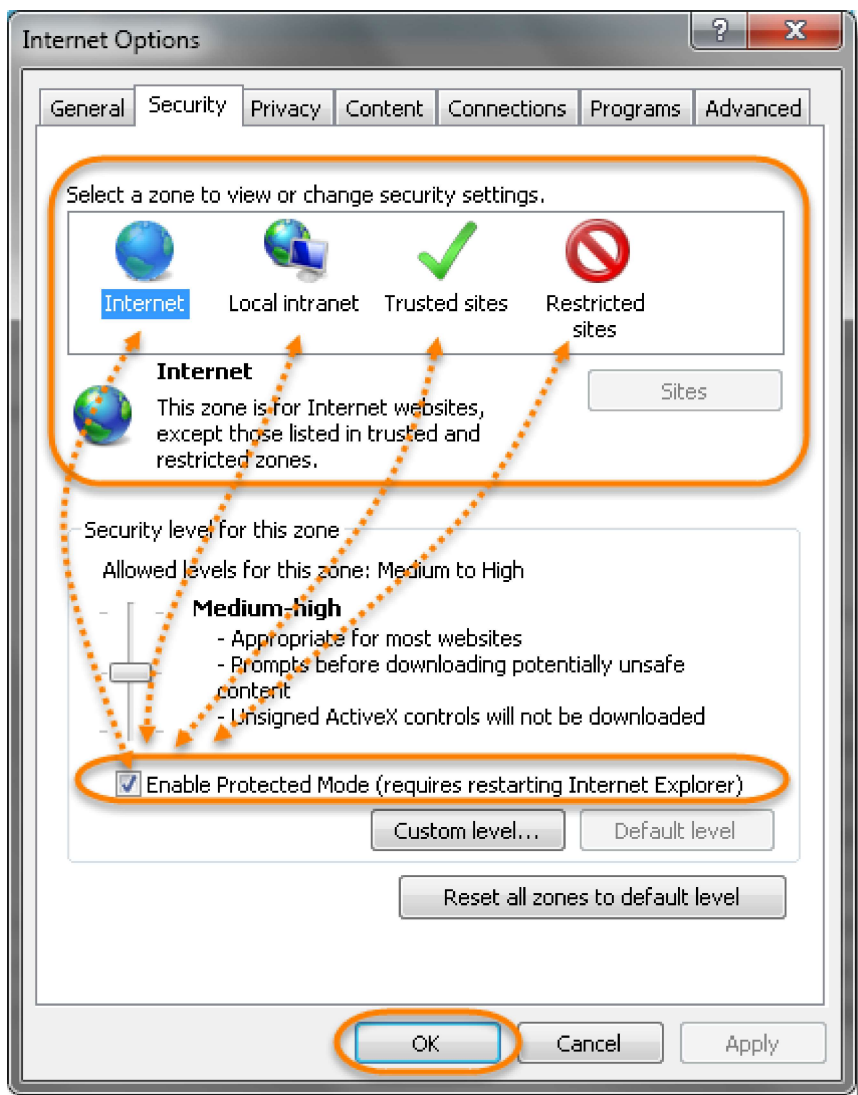 Internet Options
?
X
General Security Privacy Content Connections Programs Advanced
Select a zone to view or change security settings.
Internet Local intranet Trusted sites Restricted
sites
Internet
Sites
This zone is for Internet websites,
except those listed in trusted and
restricted zones.
Security level for this zone
Allowed levels for this zone: Medium to High
Medium-high
- Appropriate for most websites
- Prompts before downloading potentially unsafe
content
- Unsigned ActiveX controls will not be downloaded
Enable Protected Mode (requires restarting Internet Explorer)
Custom level... Default level
Reset all zones to default level
OK Cancel Apply